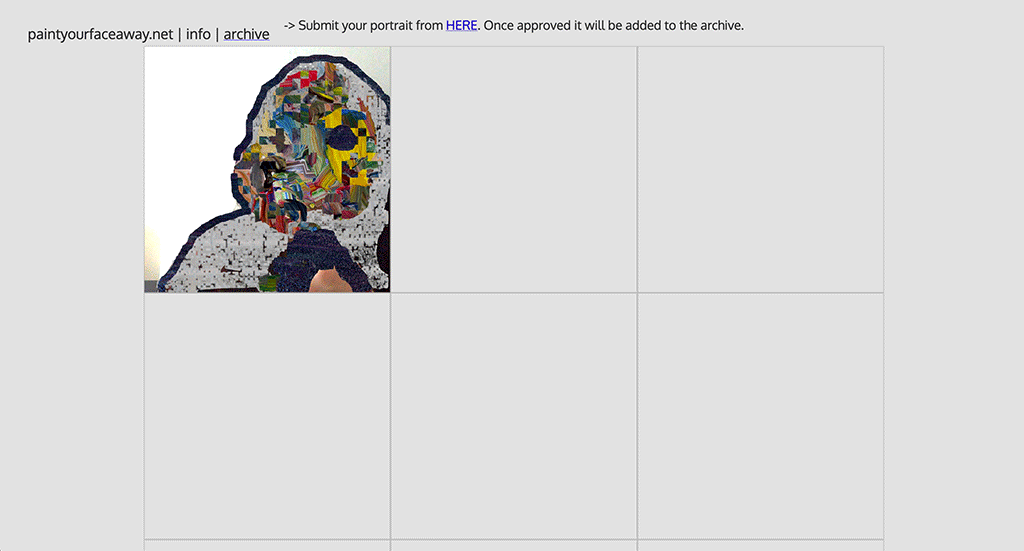 paintyourfaceaway.net | info | archive
-> Submit your portrait from HERE. Once approved it will be added to the archive.